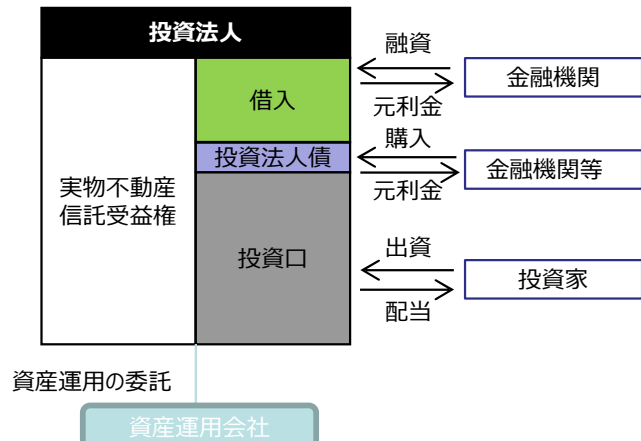 投資法人
融資
借入
金融機関
元利金
購入
投資法人債
金融機関等
元利金
実物不動産
信託受益権
出資
投資口
投資家
配当
資産運用の委託
資産運用会社